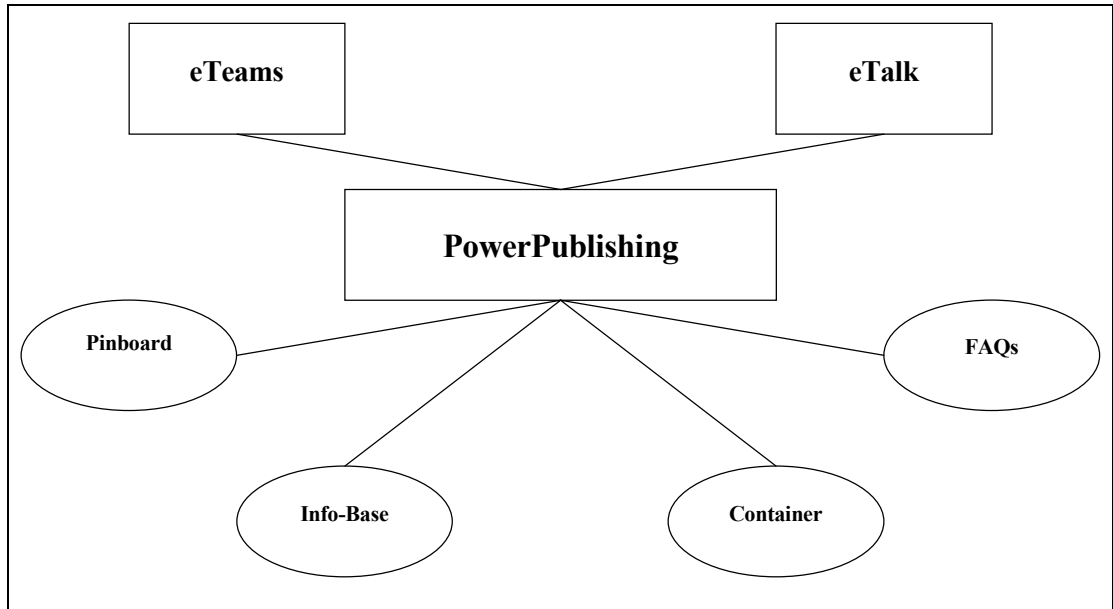 eTeams
eTalk
PowerPublishing
Pinboard
FAQs
Info-Base
Container